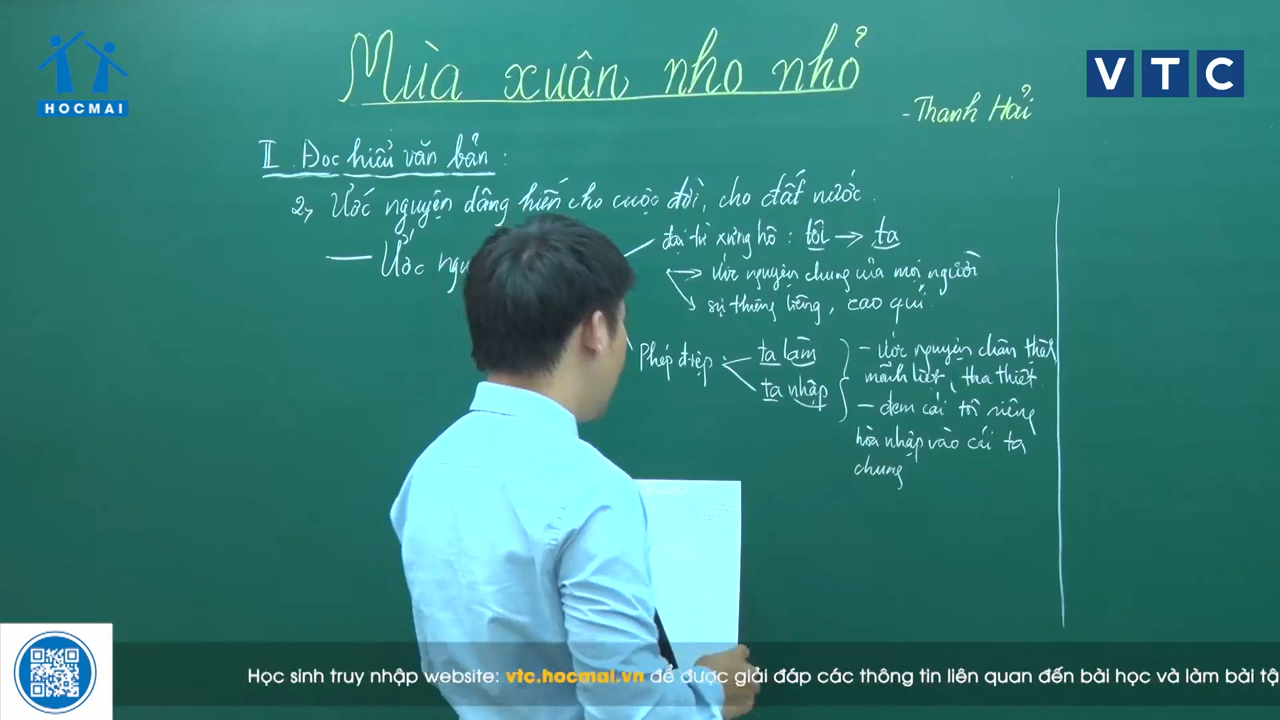 HOCMAI
VTC
Mùa xuân nho nhỏ
- Thanh Hải
II. Đọc hiểu văn bản :
2, Ước nguyện dâng hiến cho cuộc đời, cho đất nước.
— Ước ngu
đại từ xưng hô : tôi → ta
→ ước nguyện chung của mọi người
sự thiêng liêng, cao quí.
Phép điệp
ta làm
ta nhập
- Ước nguyện chân thật
mãnh liệt, tha thiết
- đem cái tôi riêng
hòa nhập vào cái ta
chung
Học sinh truy nhập website: vtc.hocmai.vn để được giải đáp các thông tin liên quan đến bài học và làm bài tậ